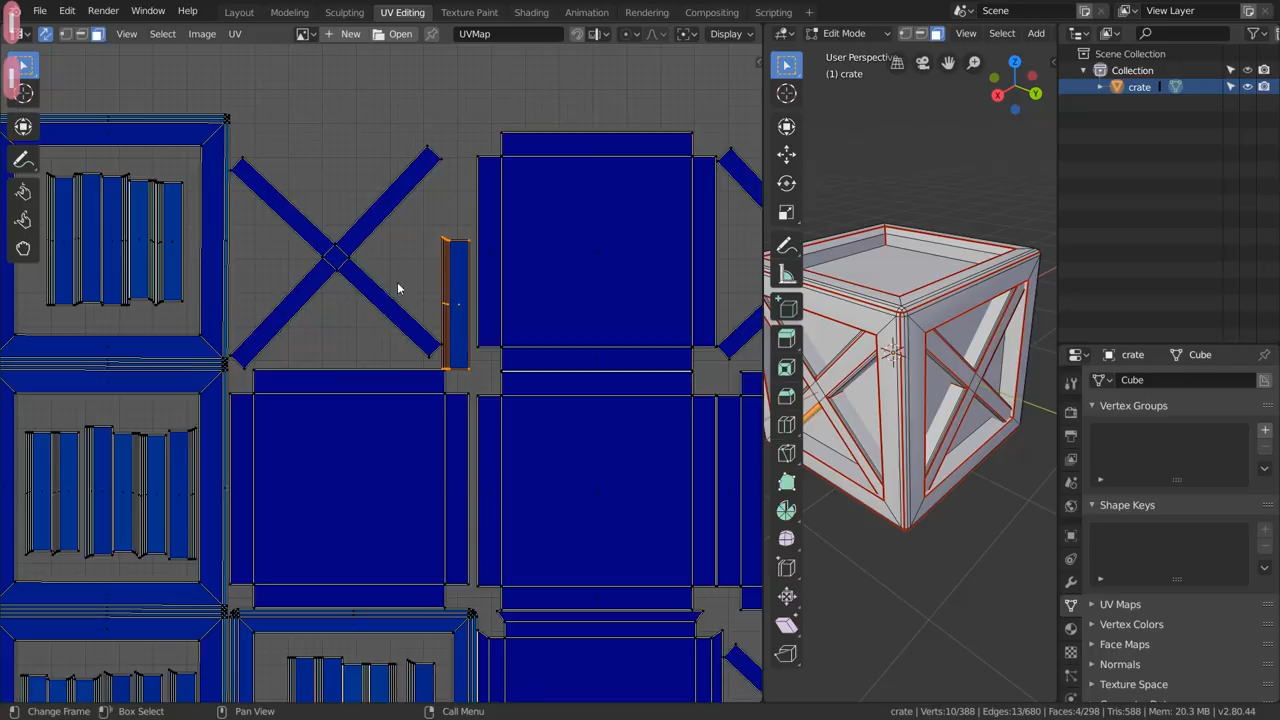 File Edit Render Window Help Layout Modeling Sculpting UV Editing Texture Paint Shading Animation Rendering Compositing Scripting + Scene View Layer
View Select Image UV New Open UVMap Display Edit Mode View Select Add
User Perspective
(1) crate
Z
Y
X
Scene Collection
Collection
crate
crate Cube
Cube
Vertex Groups
Shape Keys
UV Maps
Vertex Colors
Face Maps
Normals
Texture Space
Change Frame Box Select Pan View Call Menu crate | Verts:10/388 | Edges:13/680 | Faces:4/298 | Tris:588 | Mem: 20.3 MB | v2.80.44